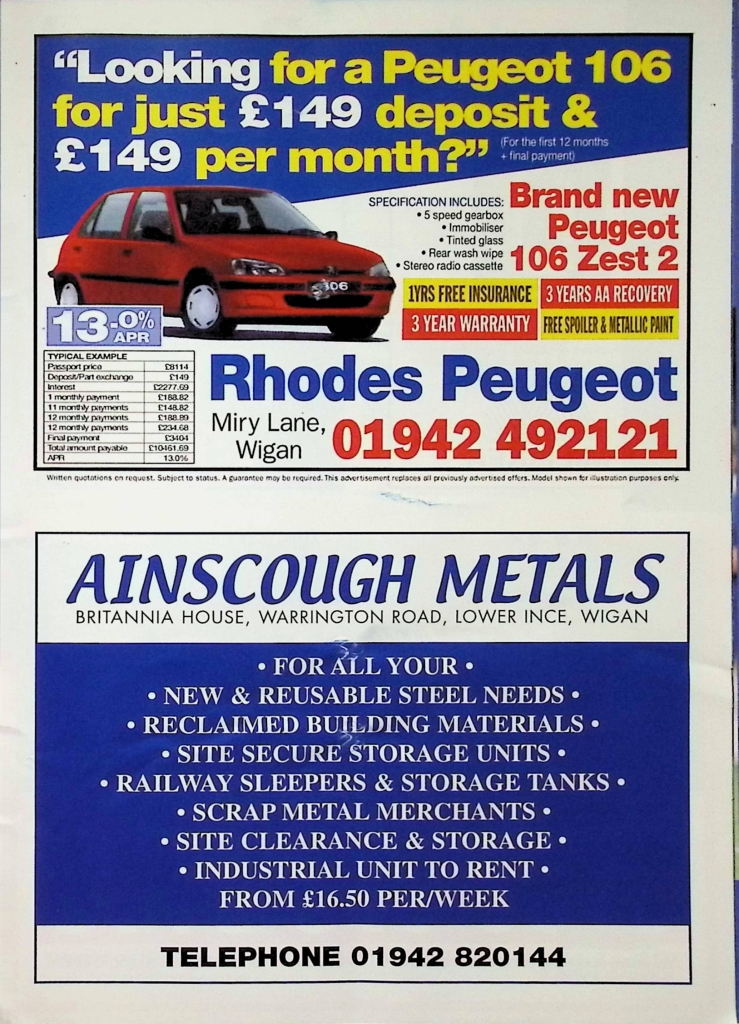 “Looking for a Peugeot 106
for just £149 deposit &
£149 per month?”
(For the first 12 months
+ final payment)
SPECIFICATION INCLUDES:
• 5 speed gearbox
• Immobiliser
• Tinted glass
• Rear wash wipe
• Stereo radio cassette
Brand new
Peugeot
106 Zest 2
106
1YRS FREE INSURANCE
3 YEARS AA RECOVERY
3 YEAR WARRANTY
FREE SPOILER & METALLIC PAINT
13.0%
APR
TYPICAL EXAMPLE
Passport price £8114
Deposit/Part exchange £149
Interest £2277.69
1 monthly payment £188.82
11 monthly payments £148.82
12 monthly payments £188.89
12 monthly payments £234.68
Final payment £3404
Total amount payable £10461.69
APR 13.0%
Rhodes Peugeot
Miry Lane,
Wigan
01942 492121
Written quotations on request. Subject to status. A guarantee may be required. This advertisement replaces all previously advertised offers. Model shown for illustration purposes only.
AINSCOUGH METALS
BRITANNIA HOUSE, WARRINGTON ROAD, LOWER INCE, WIGAN
• FOR ALL YOUR •
• NEW & REUSABLE STEEL NEEDS •
• RECLAIMED BUILDING MATERIALS •
• SITE SECURE STORAGE UNITS •
• RAILWAY SLEEPERS & STORAGE TANKS •
• SCRAP METAL MERCHANTS •
• SITE CLEARANCE & STORAGE •
• INDUSTRIAL UNIT TO RENT •
FROM £16.50 PER/WEEK
TELEPHONE 01942 820144